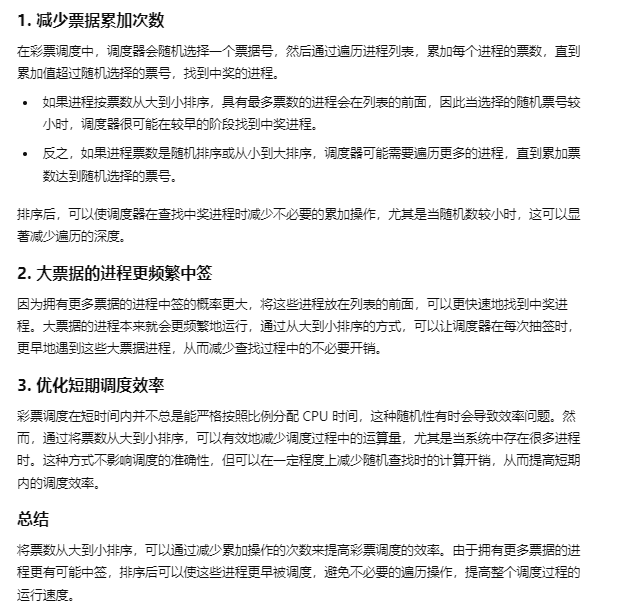 1. 减少票据累加次数
在彩票调度中，调度器会随机选择一个票据号，然后通过遍历进程列表，累加每个进程的票数，直到
累加值超过随机选择的票号，找到中奖的进程。
• 如果进程按票数从大到小排序，具有最多票数的进程会在列表的前面，因此当选择的随机票号较
小时，调度器很可能在较早的阶段找到中奖进程。
• 反之，如果进程票数是随机排序或从小到大排序，调度器可能需要遍历更多的进程，直到累加票
数达到随机选择的票号。
排序后，可以使调度器在查找中奖进程时减少不必要的累加操作，尤其是当随机数较小时，这可以显
著减少遍历的深度。
2. 大票据的进程更频繁中签
因为拥有更多票据的进程中签的概率更大，将这些进程放在列表的前面，可以更快速地找到中奖进
程。大票据的进程本来就会更频繁地运行，通过从大到小排序的方式，可以让调度器在每次抽签时，
更早地遇到这些大票据进程，从而减少查找过程中的不必要开销。
3. 优化短期调度效率
彩票调度在短时间内并不总是能严格按照比例分配 CPU 时间，这种随机性有时会导致效率问题。然
而，通过将票数从大到小排序，可以有效地减少调度过程中的运算量，尤其是当系统中存在很多进程
时。这种方式不影响调度的准确性，但可以在一定程度上减少随机查找时的计算开销，从而提高短期
内的调度效率。
总结
将票数从大到小排序，可以通过减少累加操作的次数来提高彩票调度的效率。由于拥有更多票据的进
程更有可能中签，排序后可以使这些进程更早被调度，避免不必要的遍历操作，提高整个调度过程的
运行速度。